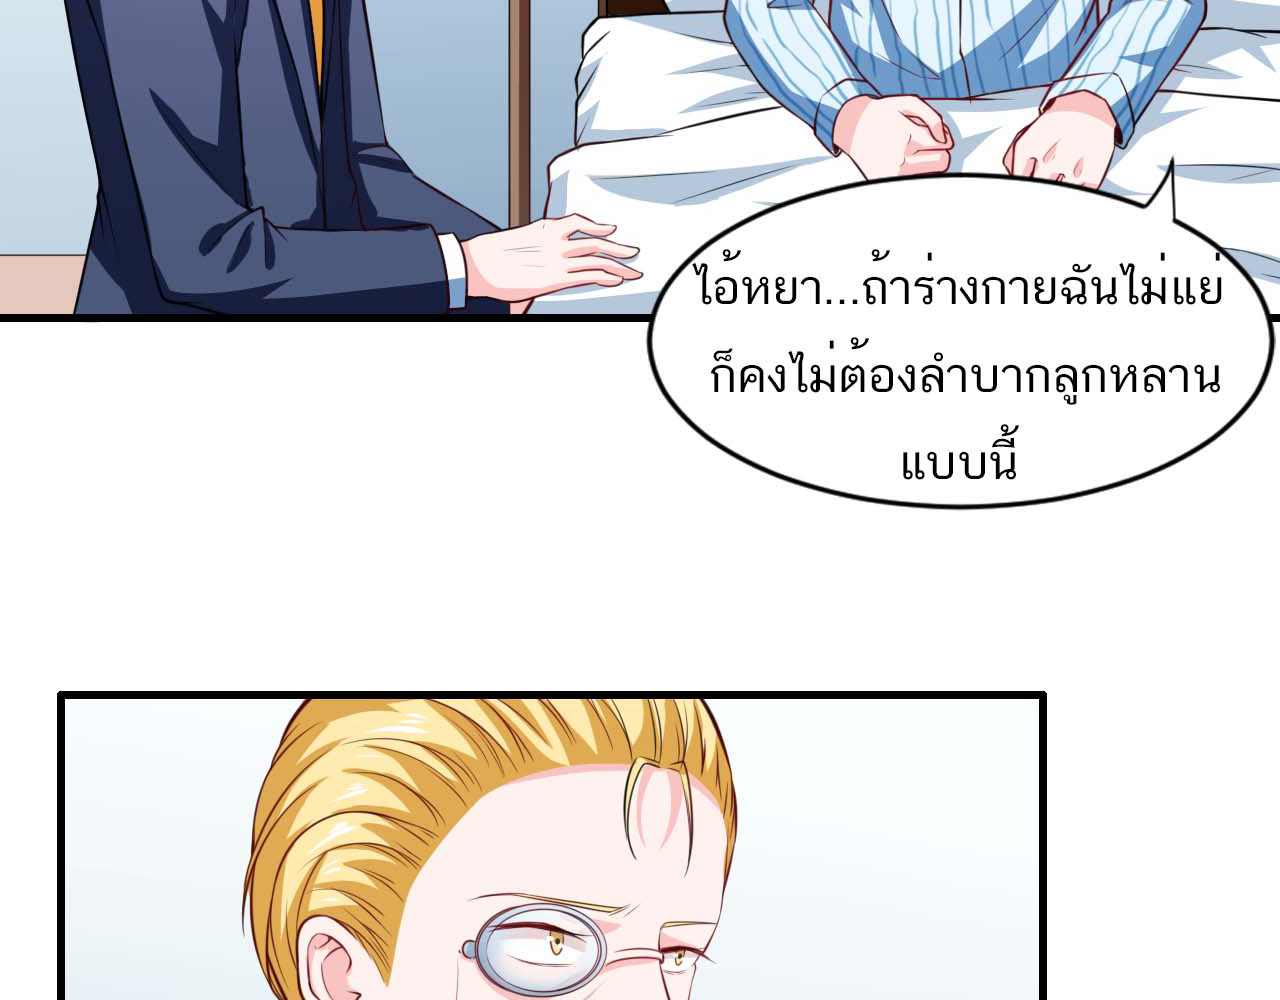 ไอ้หยา...ถ้าร่างกายฉันไม่แย่
ก็คงไม่ต้องลำบากลูกหลาน
แบบนี้